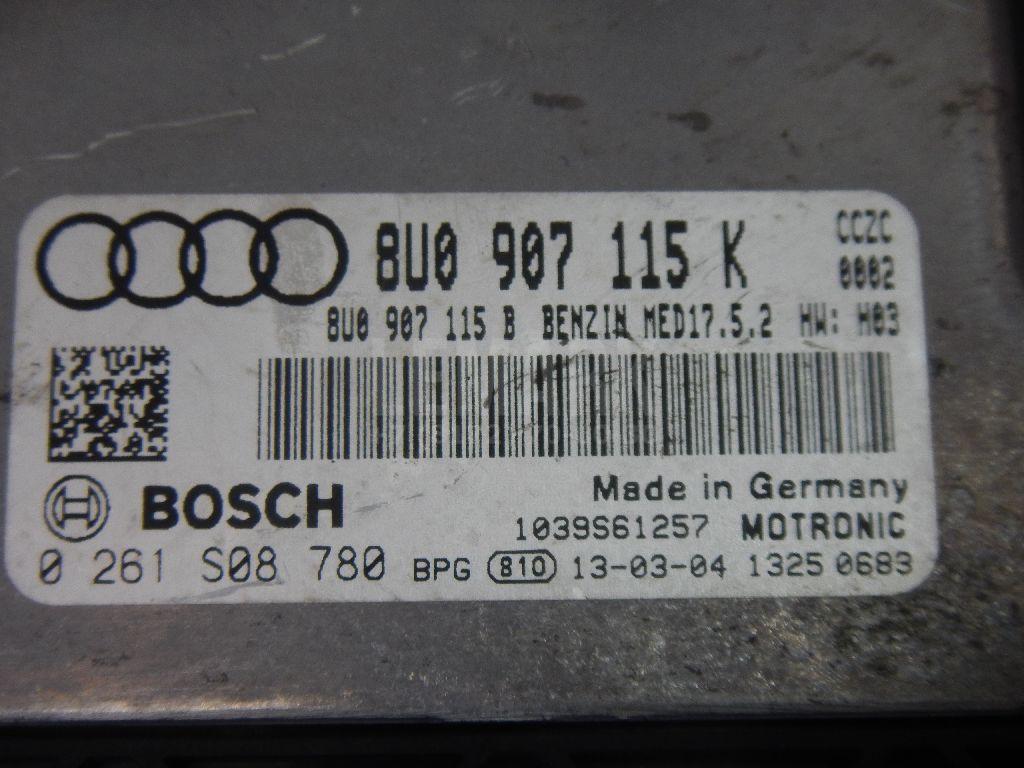 8U0 907 115 K
CCZC
0002
8U0 907 115 B BENZIN MED17.5.2 HW: H03
Made in Germany
BOSCH
1039S61257 MOTRONIC
0 261 S08 780 BPG 810 13-03-04 1325 0683